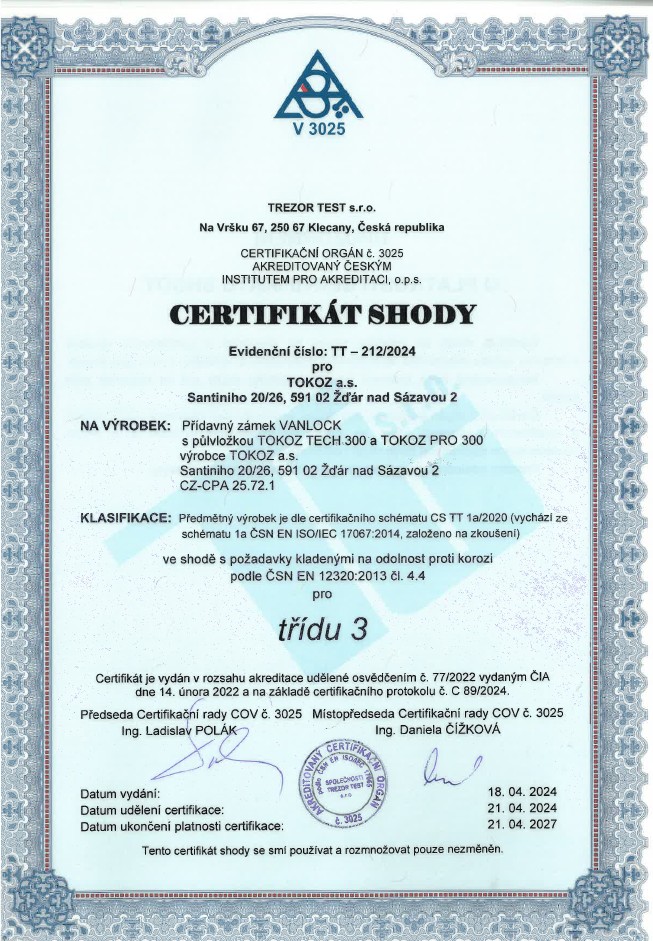 V 3025
TREZOR TEST s.r.o.
Na Vršku 67, 250 67 Klecany, Česká republika
CERTIFIKAČNÍ ORGÁN č. 3025
AKREDITOVANÝ ČESKÝM
INSTITUTEM PRO AKREDITACI, o.p.s.
CERTIFIKÁT SHODY
Evidenční číslo: TT – 212/2024
pro
TOKOZ a.s.
Santiniho 20/26, 591 02 Žďár nad Sázavou 2
NA VÝROBEK: Přídavný zámek VANLOCK
s půlvložkou TOKOZ TECH 300 a TOKOZ PRO 300
výrobce TOKOZ a.s.
Santiniho 20/26, 591 02 Žďár nad Sázavou 2
CZ-CPA 25.72.1
KLASIFIKACE: Předmětný výrobek je dle certifikačního schématu CS TT 1a/2020 (vychází ze
schématu 1a ČSN EN ISO/IEC 17067:2014, založeno na zkoušení)
ve shodě s požadavky kladenými na odolnost proti korozi
podle ČSN EN 12320:2013 čl. 4.4
pro
třídu 3
Certifikát je vydán v rozsahu akreditace udělené osvědčením č. 77/2022 vydaným ČIA
dne 14. února 2022 a na základě certifikačního protokolu č. C 89/2024.
Předseda Certifikační rady COV č. 3025 Místopředseda Certifikační rady COV č. 3025
Ing. Ladislav POLÁK Ing. Daniela ČÍŽKOVÁ
AKREDITOVANÝ CERTIFIKAČNÍ ORGÁN
podle ČSN EN ISO/IEC 17065
SPOLEČNOSTI
TREZOR TEST
s.r.o.
č. 3025
Datum vydání: 18. 04. 2024
Datum udělení certifikace: 21. 04. 2024
Datum ukončení platnosti certifikace: 21. 04. 2027
Tento certifikát shody se smí používat a rozmnožovat pouze nezměněn.